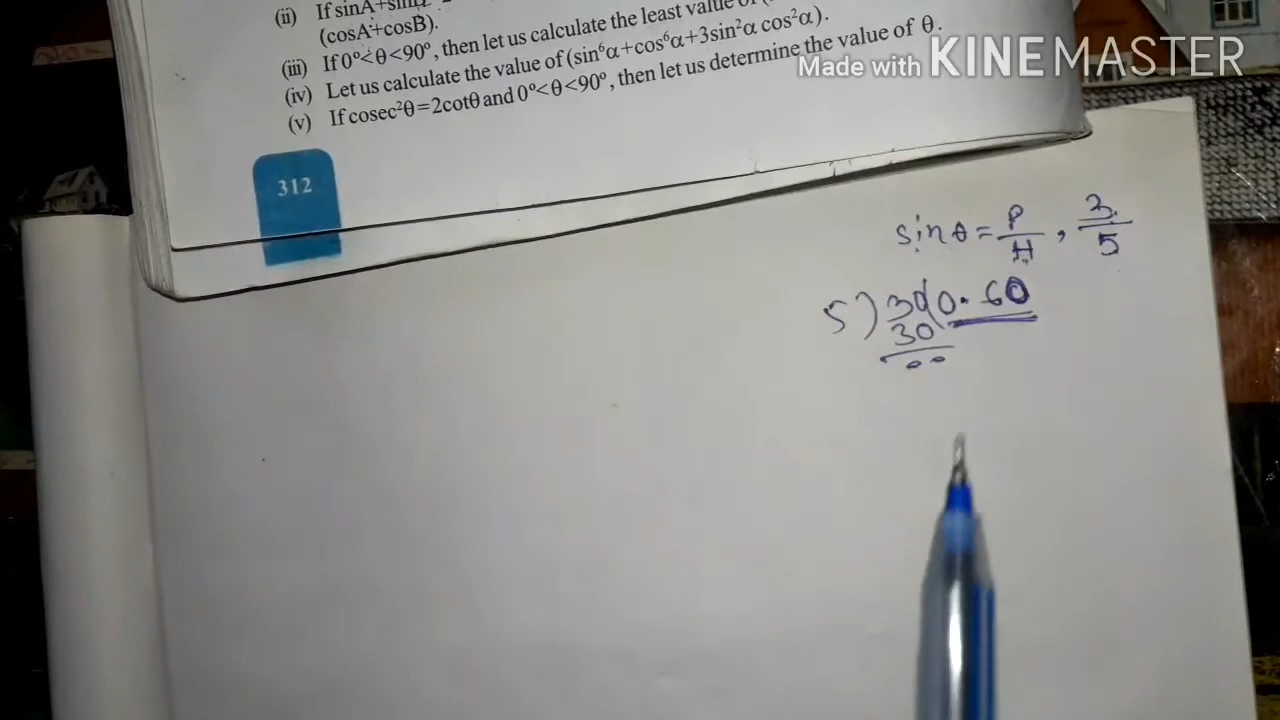 (ii) If sinA+sin
(cosA+cosB).
(iii) If 0°<θ<90°, then let us calculate the least value of
(iv) Let us calculate the value of (sin⁶α+cos⁶α+3sin²α cos²α).
(v) If cosec²θ=2cotθ and 0°<θ<90°, then let us determine the value of θ.
Made with KINEMASTER
312
sin θ = P/H , 3/5
5) 30(0.60
30